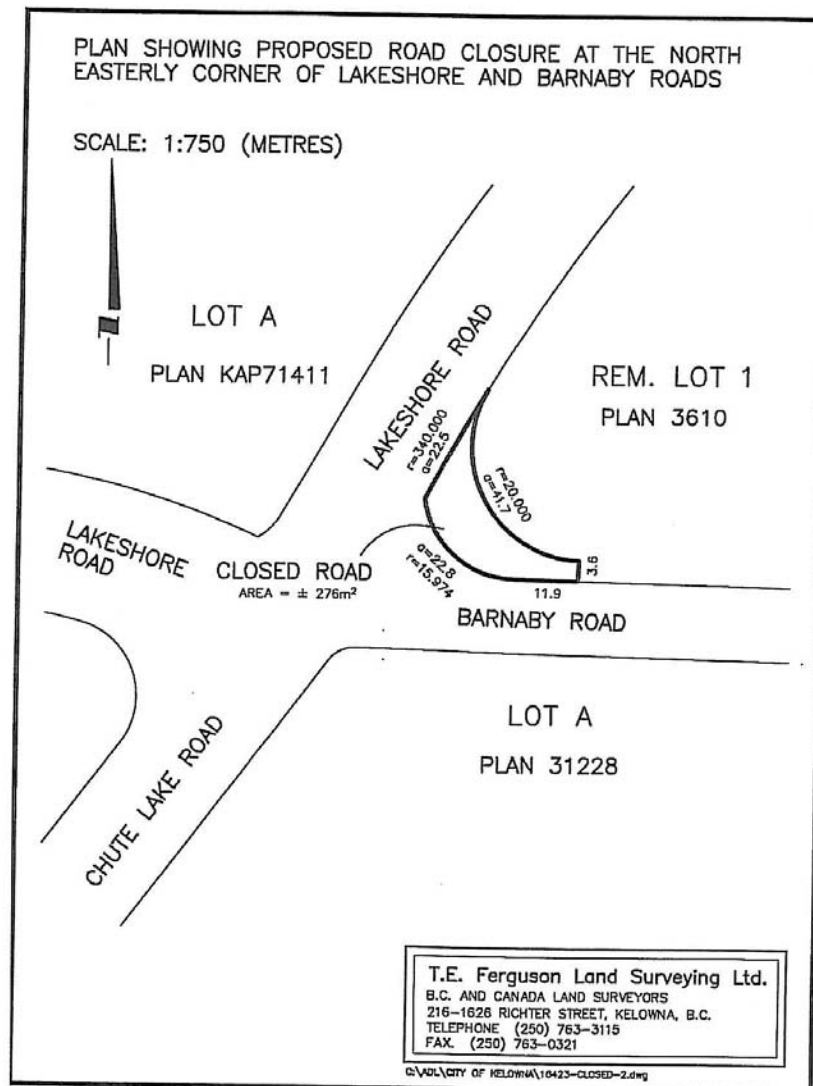 PLAN SHOWING PROPOSED ROAD CLOSURE AT THE NORTH
EASTERLY CORNER OF LAKESHORE AND BARNABY ROADS
SCALE: 1:750 (METRES)
LOT A
PLAN KAP71411
LAKESHORE ROAD
REM. LOT 1
PLAN 3610
r=340.000
a=22.5
r=20.000
a=41.7
LAKESHORE
ROAD
CLOSED ROAD
AREA = ± 276m²
a=22.8
r=15.974
3.6
11.9
BARNABY ROAD
LOT A
PLAN 31228
CHUTE LAKE ROAD
T.E. Ferguson Land Surveying Ltd.
B.C. AND CANADA LAND SURVEYORS
216-1626 RICHTER STREET, KELOWNA, B.C.
TELEPHONE (250) 763-3115
FAX. (250) 763-0321
G:\ADL\CITY OF KELOWNA\16423-CLOSED-2.dwg